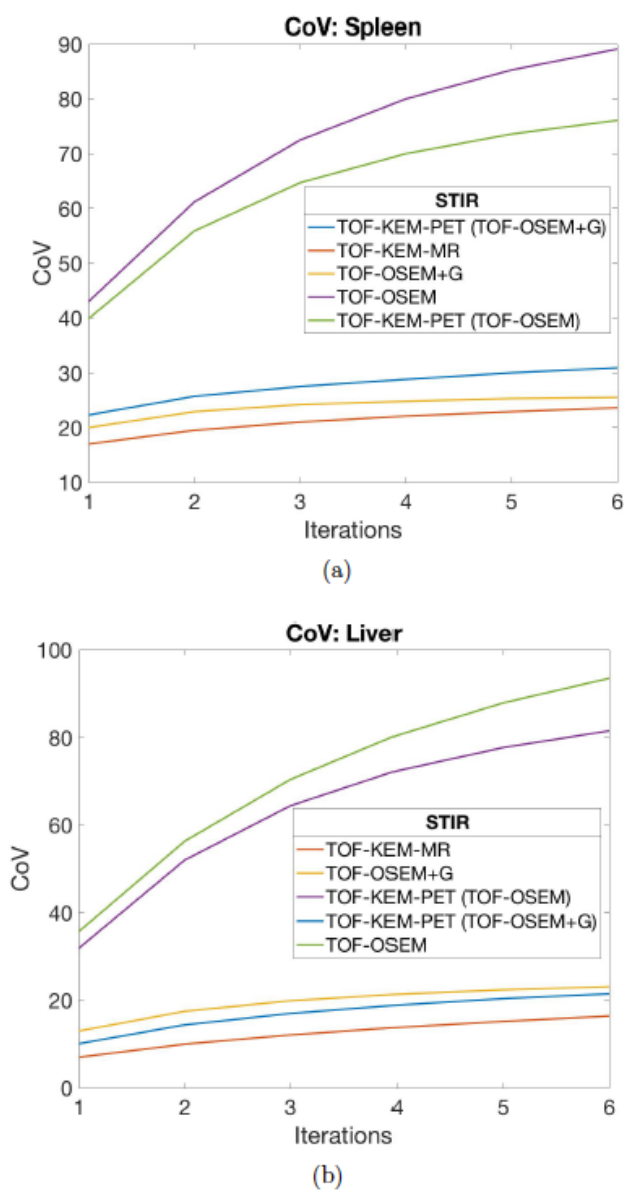 CoV: Spleen
90
80
70
60
50
40
30
20
10
CoV
STIR
TOF-KEM-PET (TOF-OSEM+G)
TOF-KEM-MR
TOF-OSEM+G
TOF-OSEM
TOF-KEM-PET (TOF-OSEM)
1 2 3 4 5 6
Iterations
(a)
CoV: Liver
100
80
60
40
20
0
CoV
STIR
TOF-KEM-MR
TOF-OSEM+G
TOF-KEM-PET (TOF-OSEM)
TOF-KEM-PET (TOF-OSEM+G)
TOF-OSEM
1 2 3 4 5 6
Iterations
(b)